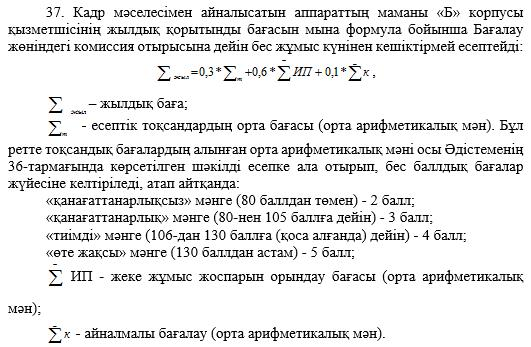 37. Кадр мәселесімен айналысатын аппараттың маманы «Б» корпусы
қызметшісінің жылдық қорытынды бағасын мына формула бойынша Бағалау
жөніндегі комиссия отырысына дейін бес жұмыс күнінен кешіктірмей есептейді:
∑жыл = 0,3*∑т + 0,6*∑ИП + 0,1*∑к ,
∑жыл – жылдық баға;
∑т - есептік тоқсандардың орта бағасы (орта арифметикалық мән). Бұл
ретте тоқсандық бағалардың алынған орта арифметикалық мәні осы Әдістеменің
36-тармағында көрсетілген шәкілді есепке ала отырып, бес баллдық бағалар
жүйесіне келтіріледі, атап айтқанда:
«қанағаттанарлықсыз» мәнге (80 баллдан төмен) - 2 балл;
«қанағаттанарлық» мәнге (80-нен 105 баллға дейін) - 3 балл;
«тиімді» мәнге (106-дан 130 баллға (қоса алғанда) дейін) - 4 балл;
«өте жақсы» мәнге (130 баллдан астам) - 5 балл;
∑ ИП - жеке жұмыс жоспарын орындау бағасы (орта арифметикалық
мән);
∑к - айналмалы бағалау (орта арифметикалық мән).